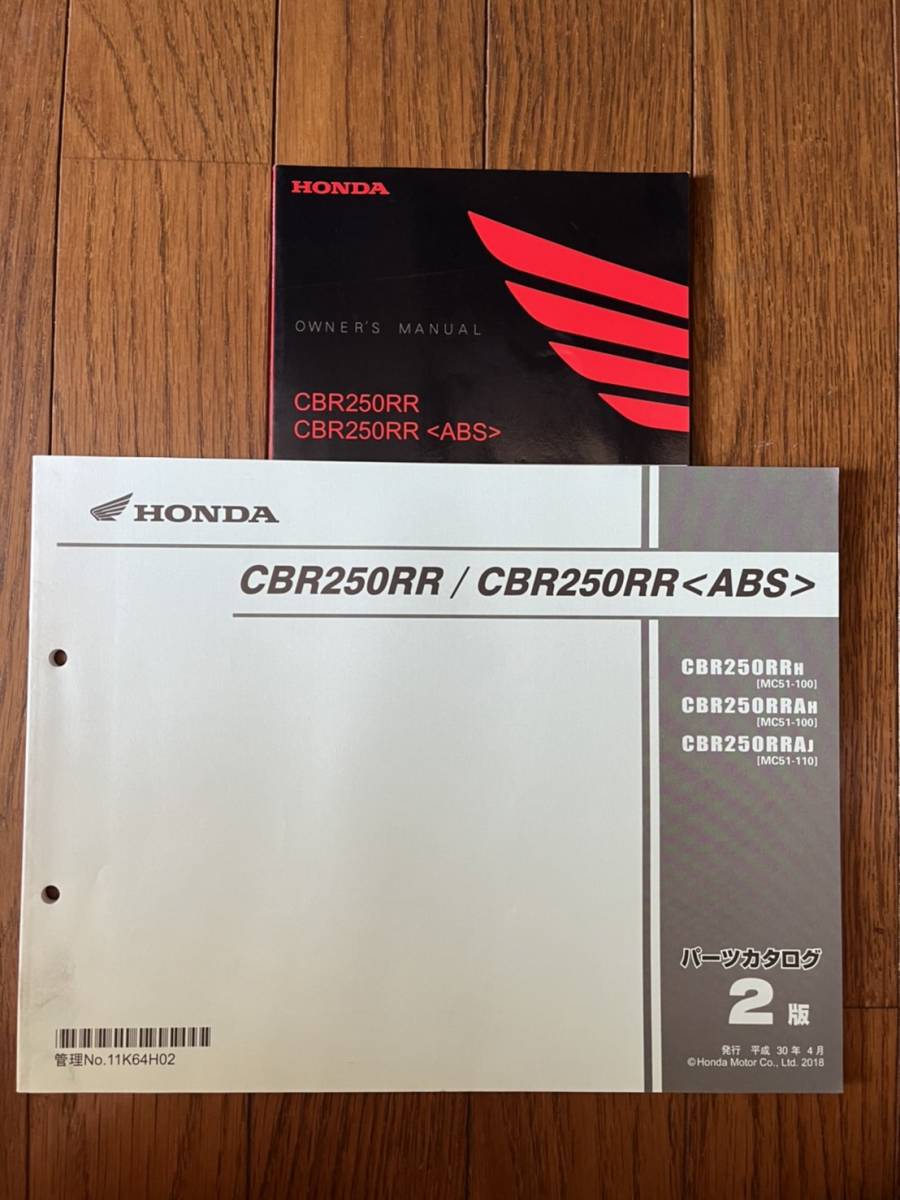 HONDA
OWNER'S MANUAL
CBR250RR
CBR250RR <ABS>
HONDA
CBR250RR / CBR250RR<ABS>
CBR250RRH
[MC51-100]
CBR250RRAH
[MC51-100]
CBR250RRAJ
[MC51-110]
パーツカタログ
2 版
発行 平成 30 年 4 月
©Honda Motor Co., Ltd. 2018
管理No.11K64H02